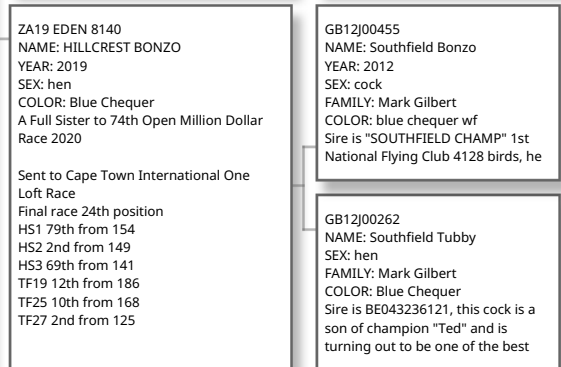 ZA19 EDEN 8140
NAME: HILLCREST BONZO
YEAR: 2019
SEX: hen
COLOR: Blue Chequer
A Full Sister to 74th Open Million Dollar
Race 2020
Sent to Cape Town International One
Loft Race
Final race 24th position
HS1 79th from 154
HS2 2nd from 149
HS3 69th from 141
TF19 12th from 186
TF25 10th from 168
TF27 2nd from 125
GB12J00455
NAME: Southfield Bonzo
YEAR: 2012
SEX: cock
FAMILY: Mark Gilbert
COLOR: blue chequer wf
Sire is "SOUTHFIELD CHAMP" 1st
National Flying Club 4128 birds, he
GB12J00262
NAME: Southfield Tubby
SEX: hen
FAMILY: Mark Gilbert
COLOR: Blue Chequer
Sire is BE043236121, this cock is a
son of champion "Ted" and is
turning out to be one of the best